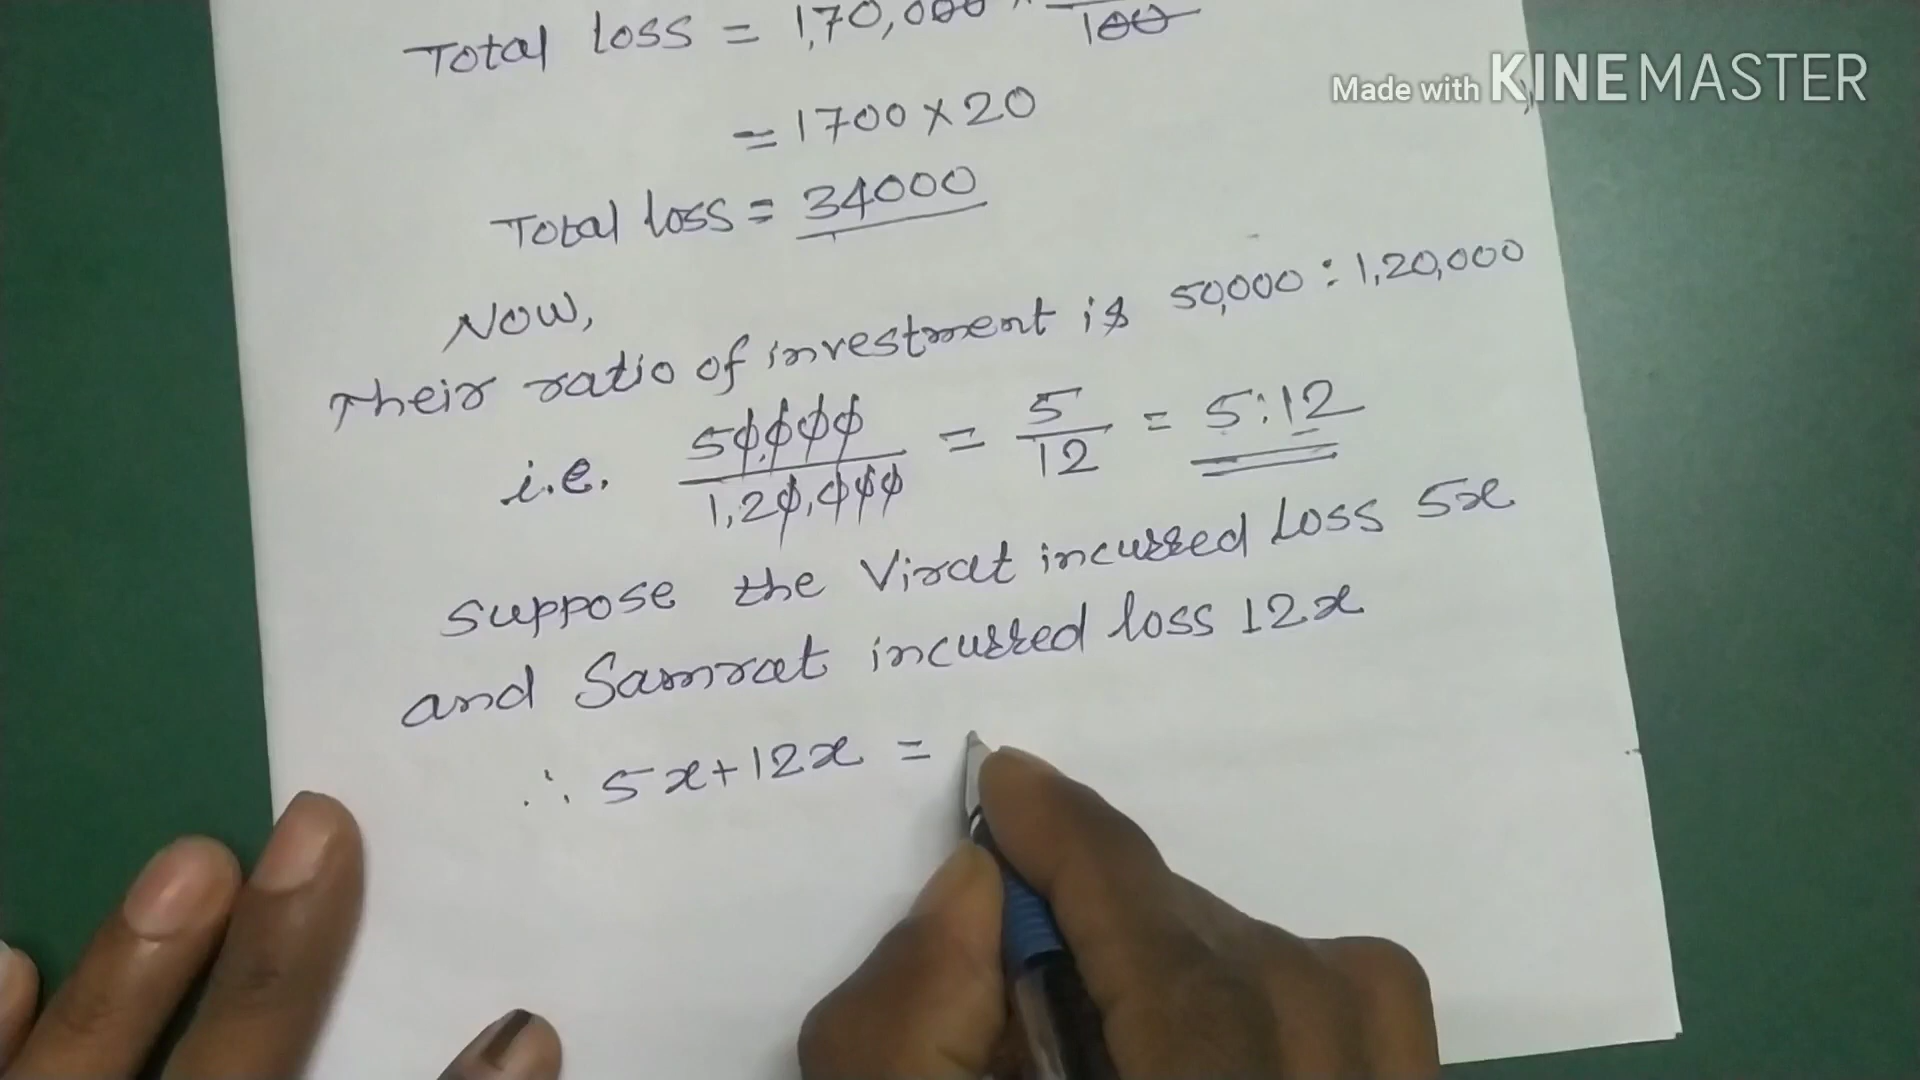 Total loss = 1,70,000 × 100
Made with KINEMASTER
= 1700 × 20
Total loss = 34000
Now,
Their ratio of investment is 50,000 : 1,20,000
i.e. 50,000/1,20,000 = 5/12 = 5:12
suppose the Virat incurred loss 5x
and Samrat incurred loss 12x
∴ 5x+12x =